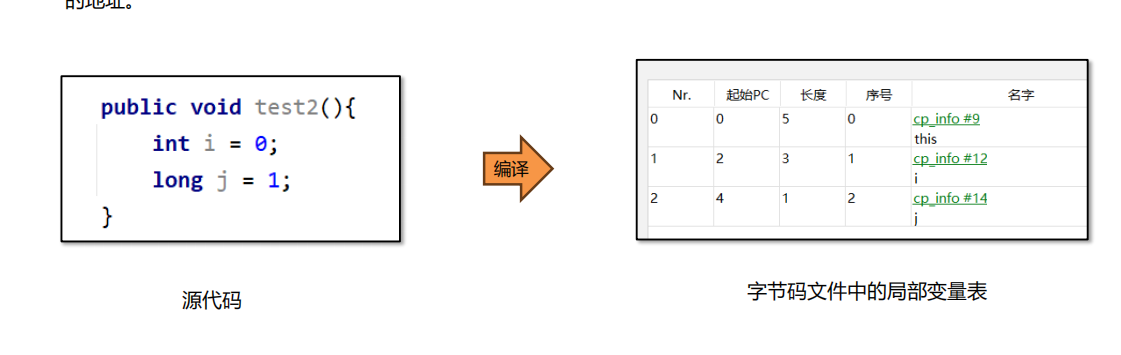 的地址。
public void test2(){
int i = 0;
long j = 1;
}
源代码
编译
Nr. 起始PC 长度 序号 名字
0 0 5 0 cp_info #9
this
1 2 3 1 cp_info #12
i
2 4 1 2 cp_info #14
j
字节码文件中的局部变量表